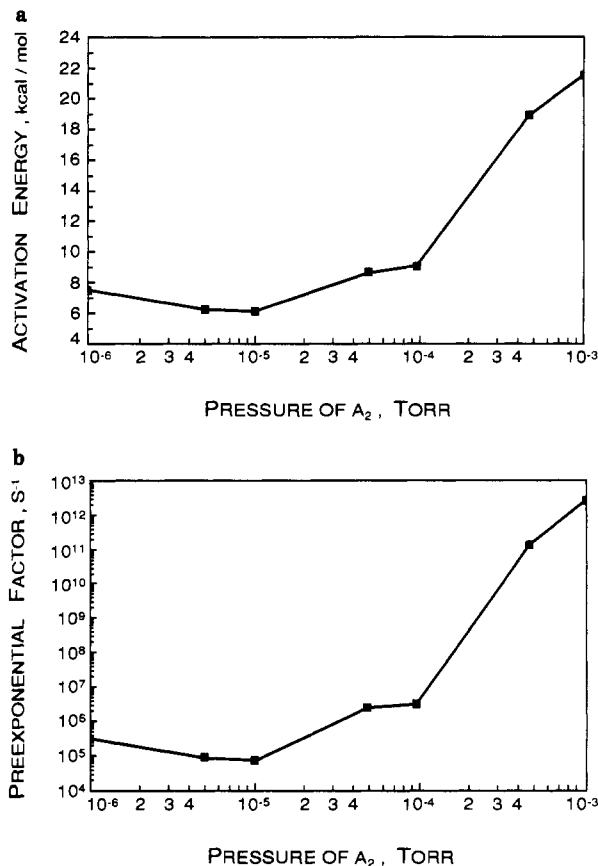 a
ACTIVATION ENERGY, kcal / mol
24
22
20
18
16
14
12
10
8
6
4
10-6 2 3 4 10-5 2 3 4 10-4 2 3 4 10-3
PRESSURE OF A2, TORR
b
PREEXPONENTIAL FACTOR, S-1
10¹³
10¹²
10¹¹
10¹⁰
10⁹
10⁸
10⁷
10⁶
10⁵
10⁴
10-6 2 3 4 10-5 2 3 4 10-4 2 3 4 10-3
PRESSURE OF A2, TORR